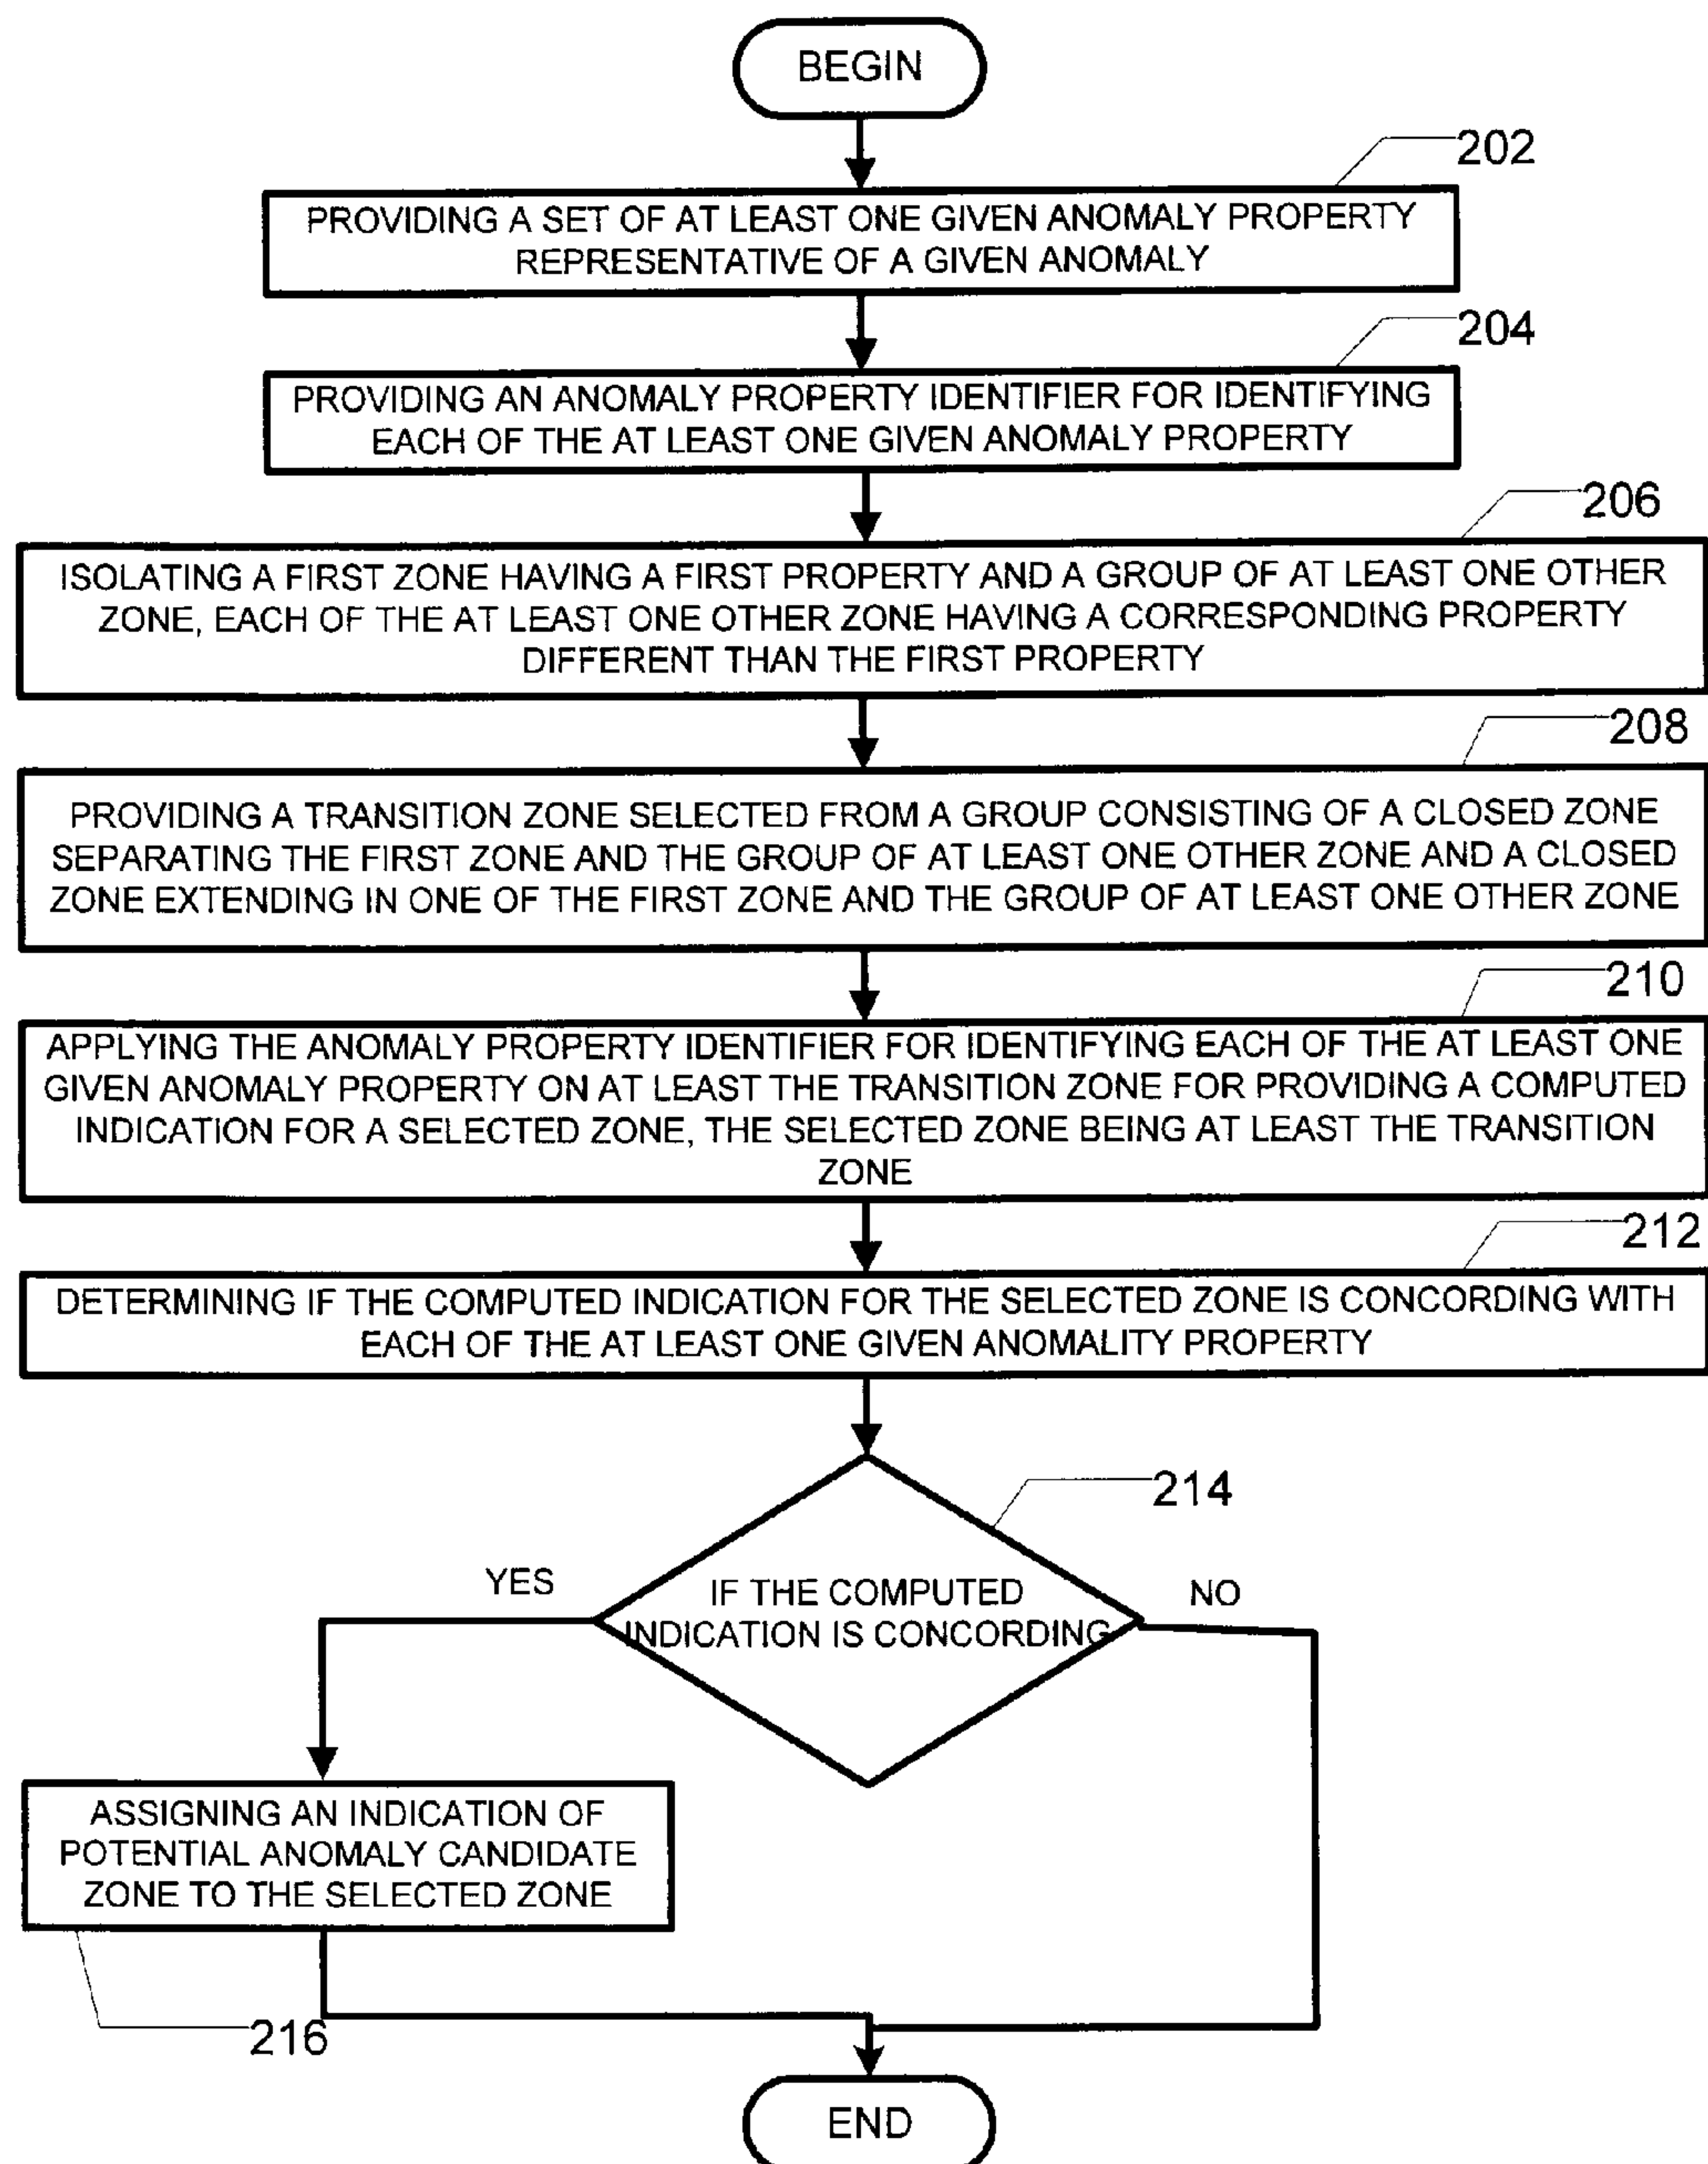 BEGIN
202
PROVIDING A SET OF AT LEAST ONE GIVEN ANOMALY PROPERTY
REPRESENTATIVE OF A GIVEN ANOMALY
204
PROVIDING AN ANOMALY PROPERTY IDENTIFIER FOR IDENTIFYING
EACH OF THE AT LEAST ONE GIVEN ANOMALY PROPERTY
206
ISOLATING A FIRST ZONE HAVING A FIRST PROPERTY AND A GROUP OF AT LEAST ONE OTHER
ZONE, EACH OF THE AT LEAST ONE OTHER ZONE HAVING A CORRESPONDING PROPERTY
DIFFERENT THAN THE FIRST PROPERTY
208
PROVIDING A TRANSITION ZONE SELECTED FROM A GROUP CONSISTING OF A CLOSED ZONE
SEPARATING THE FIRST ZONE AND THE GROUP OF AT LEAST ONE OTHER ZONE AND A CLOSED
ZONE EXTENDING IN ONE OF THE FIRST ZONE AND THE GROUP OF AT LEAST ONE OTHER ZONE
210
APPLYING THE ANOMALY PROPERTY IDENTIFIER FOR IDENTIFYING EACH OF THE AT LEAST ONE
GIVEN ANOMALY PROPERTY ON AT LEAST THE TRANSITION ZONE FOR PROVIDING A COMPUTED
INDICATION FOR A SELECTED ZONE, THE SELECTED ZONE BEING AT LEAST THE TRANSITION
ZONE
212
DETERMINING IF THE COMPUTED INDICATION FOR THE SELECTED ZONE IS CONCORDING WITH
EACH OF THE AT LEAST ONE GIVEN ANOMALITY PROPERTY
214
YES
IF THE COMPUTED
INDICATION IS CONCORDING
NO
ASSIGNING AN INDICATION OF
POTENTIAL ANOMALY CANDIDATE
ZONE TO THE SELECTED ZONE
216
END